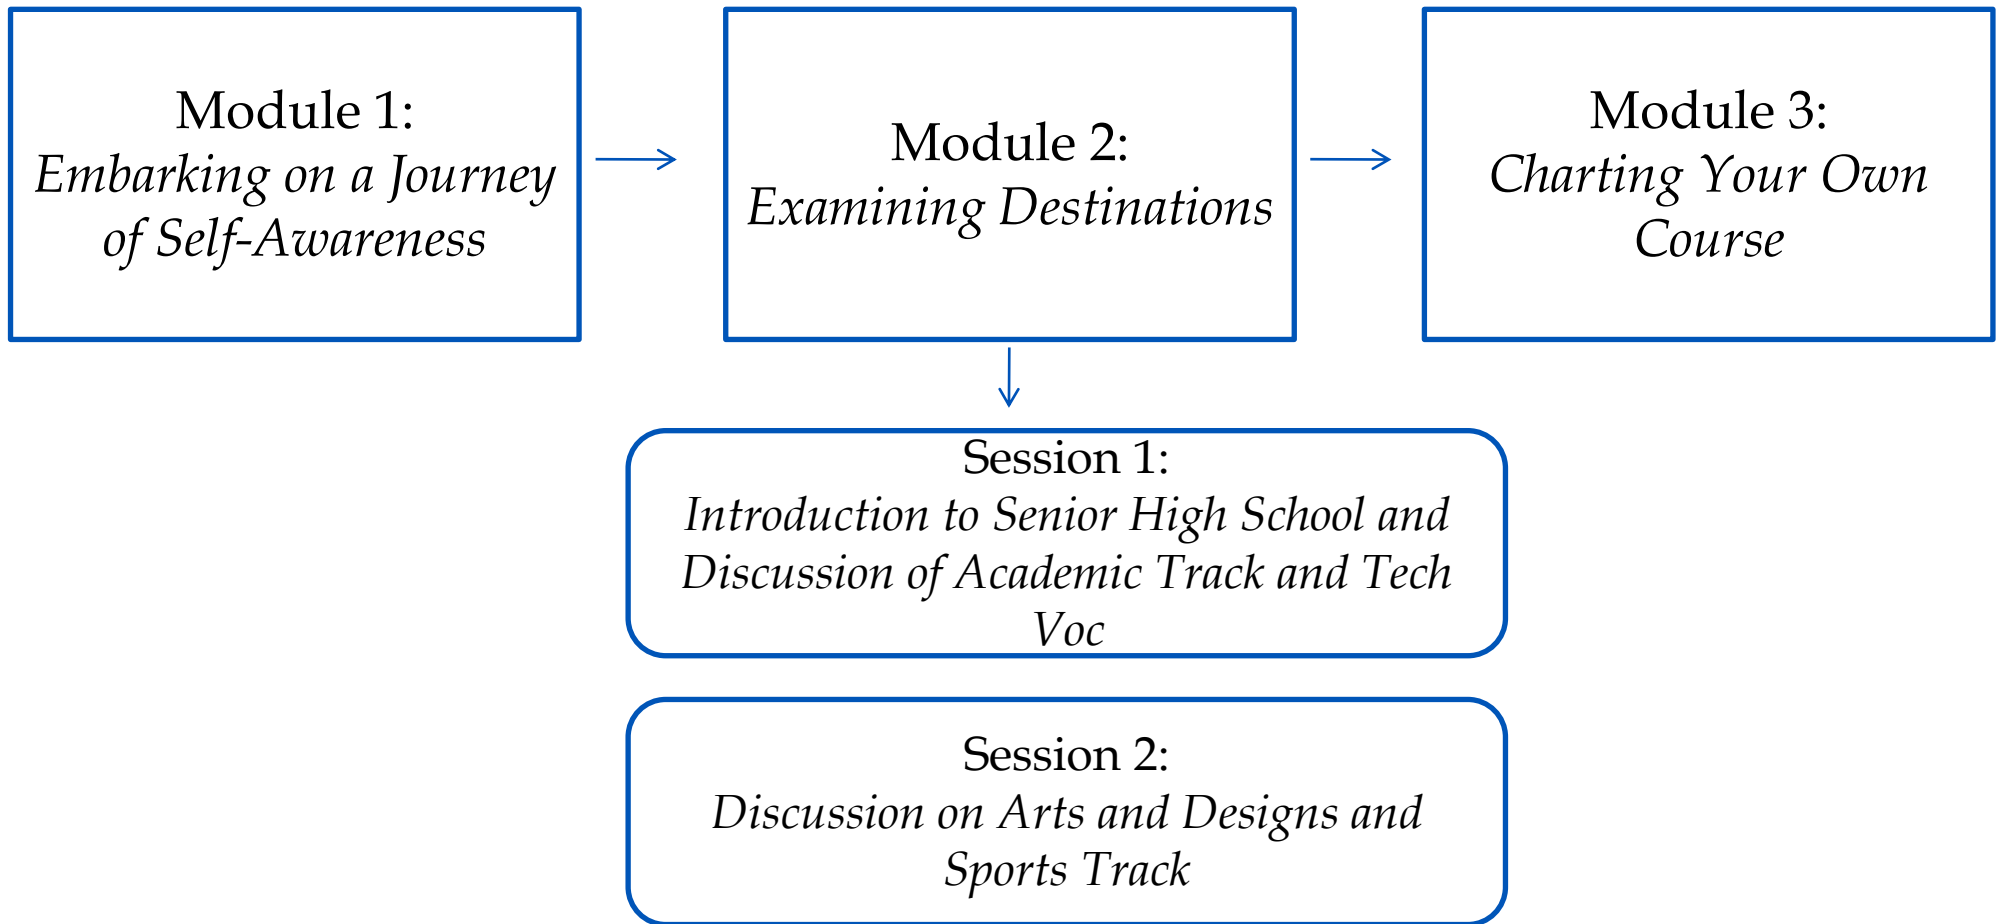 Module 1:
Embarking on a Journey
of Self-Awareness
Module 2:
Examining Destinations
Module 3:
Charting Your Own
Course
Session 1:
Introduction to Senior High School and
Discussion of Academic Track and Tech
Voc
Session 2:
Discussion on Arts and Designs and
Sports Track